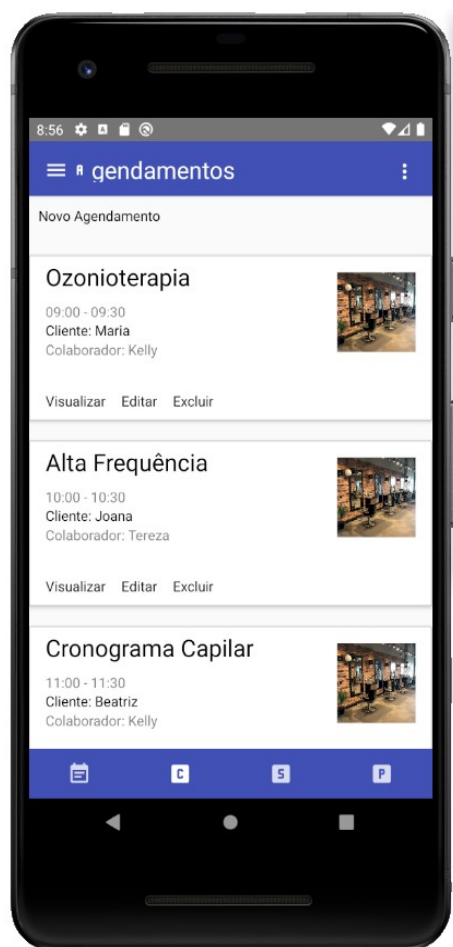 8:56
A gendamentos
Novo Agendamento
Ozonioterapia
09:00 - 09:30
Cliente: Maria
Colaborador: Kelly
Visualizar Editar Excluir
Alta Frequência
10:00 - 10:30
Cliente: Joana
Colaborador: Tereza
Visualizar Editar Excluir
Cronograma Capilar
11:00 - 11:30
Cliente: Beatriz
Colaborador: Kelly
C S P